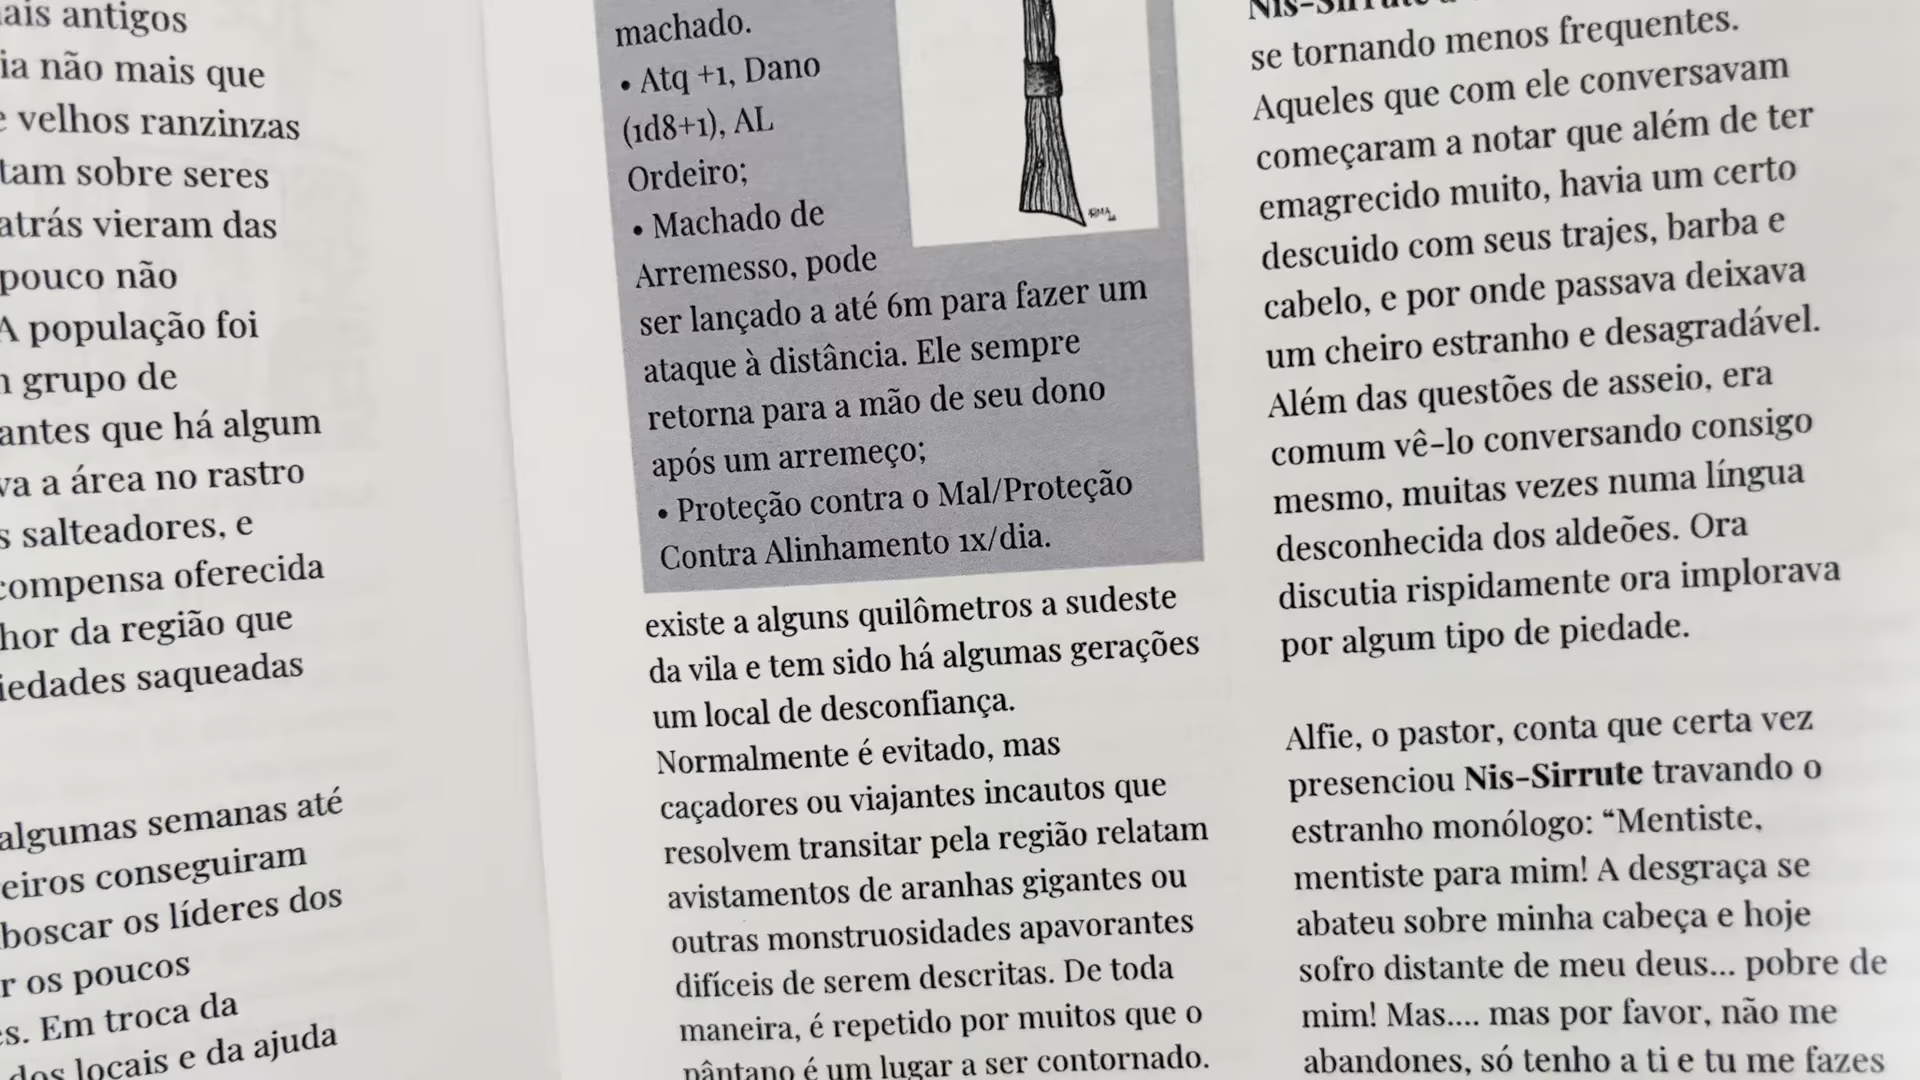 antigos
não mais que
velhos ranzinzas
sobre seres
atrás vieram das
pouco não
A população foi
grupo de
antes que há algum
a área no rastro
salteadores, e
oferecida
da região que
saqueadas
algumas semanas até
conseguiram
os líderes dos
os poucos
Em troca da
locais e da ajuda
machado.
• Atq +1, Dano
(1d8+1), AL
Ordeiro;
• Machado de
Arremesso, pode
ser lançado a até 6m para fazer um
ataque à distância. Ele sempre
retorna para a mão de seu dono
após um arremeço;
• Proteção contra o Mal/Proteção
Contra Alinhamento 1x/dia.
existe a alguns quilômetros a sudeste
da vila e tem sido há algumas gerações
um local de desconfiança.
Normalmente é evitado, mas
caçadores ou viajantes incautos que
resolvem transitar pela região relatam
avistamentos de aranhas gigantes ou
outras monstruosidades apavorantes
difíceis de serem descritas. De toda
maneira, é repetido por muitos que o
pântano é um lugar a ser contornado.
Nis-Sirrute
se tornando menos frequentes.
Aqueles que com ele conversavam
começaram a notar que além de ter
emagrecido muito, havia um certo
descuido com seus trajes, barba e
cabelo, e por onde passava deixava
um cheiro estranho e desagradável.
Além das questões de asseio, era
comum vê-lo conversando consigo
mesmo, muitas vezes numa língua
desconhecida dos aldeões. Ora
discutia rispidamente ora implorava
por algum tipo de piedade.
Alfie, o pastor, conta que certa vez
presenciou Nis-Sirrute travando o
estranho monólogo: “Mentiste,
mentiste para mim! A desgraça se
abateu sobre minha cabeça e hoje
sofro distante de meu deus... pobre de
mim! Mas.... mas por favor, não me
abandones, só tenho a ti e tu me fazes